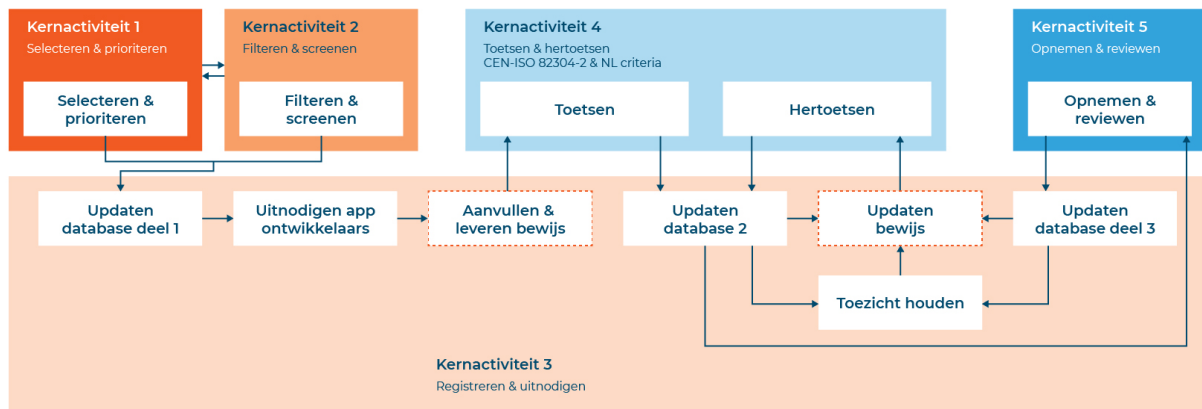 Kernactiviteit 1
Selecteren & prioriteren
Selecteren &
prioriteren
Kernactiviteit 2
Filteren & screenen
Filteren &
screenen
Kernactiviteit 4
Toetsen & hertoetsen
CEN-ISO 82304-2 & NL criteria
Toetsen
Hertoetsen
Kernactiviteit 5
Opnemen & reviewen
Opnemen &
reviewen
Updaten
database deel 1
Uitnodigen app
ontwikkelaars
Aanvullen &
leveren bewijs
Updaten
database 2
Updaten
bewijs
Updaten
database deel 3
Toezicht houden
Kernactiviteit 3
Registreren & uitnodigen